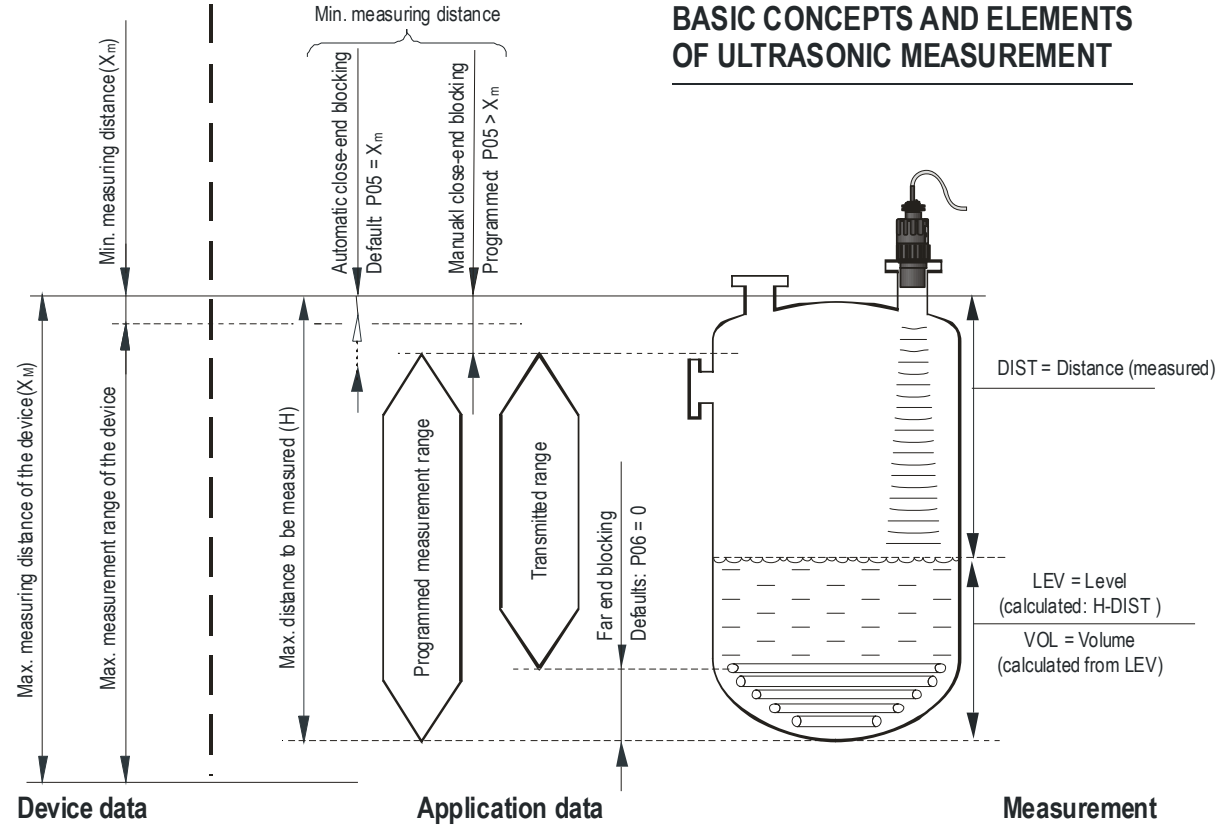 Min. measuring distance
BASIC CONCEPTS AND ELEMENTS
OF ULTRASONIC MEASUREMENT
Min. measuring distance (Xm)
Automatic close-end blocking
Default: P05 = Xm
Manuakl close-end blocking
Programmed: P05 > Xm
Max. measuring distance of the device (XM)
Max. measurement range of the device
Max. distance to be measured (H)
Programmed measurement range
Transmitted range
Far end blocking
Defaults: P06 = 0
DIST = Distance (measured)
LEV = Level
(calculated: H-DIST )
VOL = Volume
(calculated from LEV)
Device data
Application data
Measurement